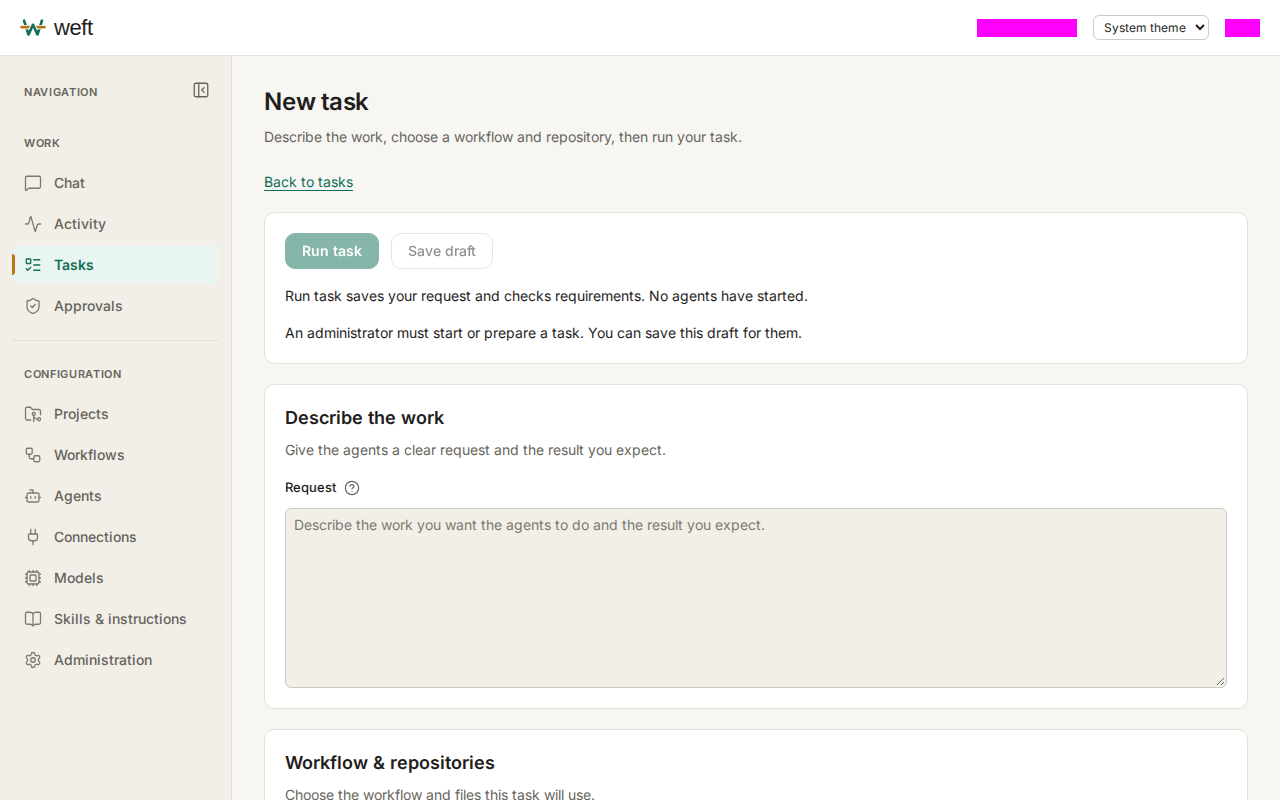 weft
System theme
NAVIGATION
WORK
Chat
Activity
Tasks
Approvals
CONFIGURATION
Projects
Workflows
Agents
Connections
Models
Skills & instructions
Administration
New task
Describe the work, choose a workflow and repository, then run your task.
Back to tasks
Run task
Save draft
Run task saves your request and checks requirements. No agents have started.
An administrator must start or prepare a task. You can save this draft for them.
Describe the work
Give the agents a clear request and the result you expect.
Request
Describe the work you want the agents to do and the result you expect.
Workflow & repositories
Choose the workflow and files this task will use.